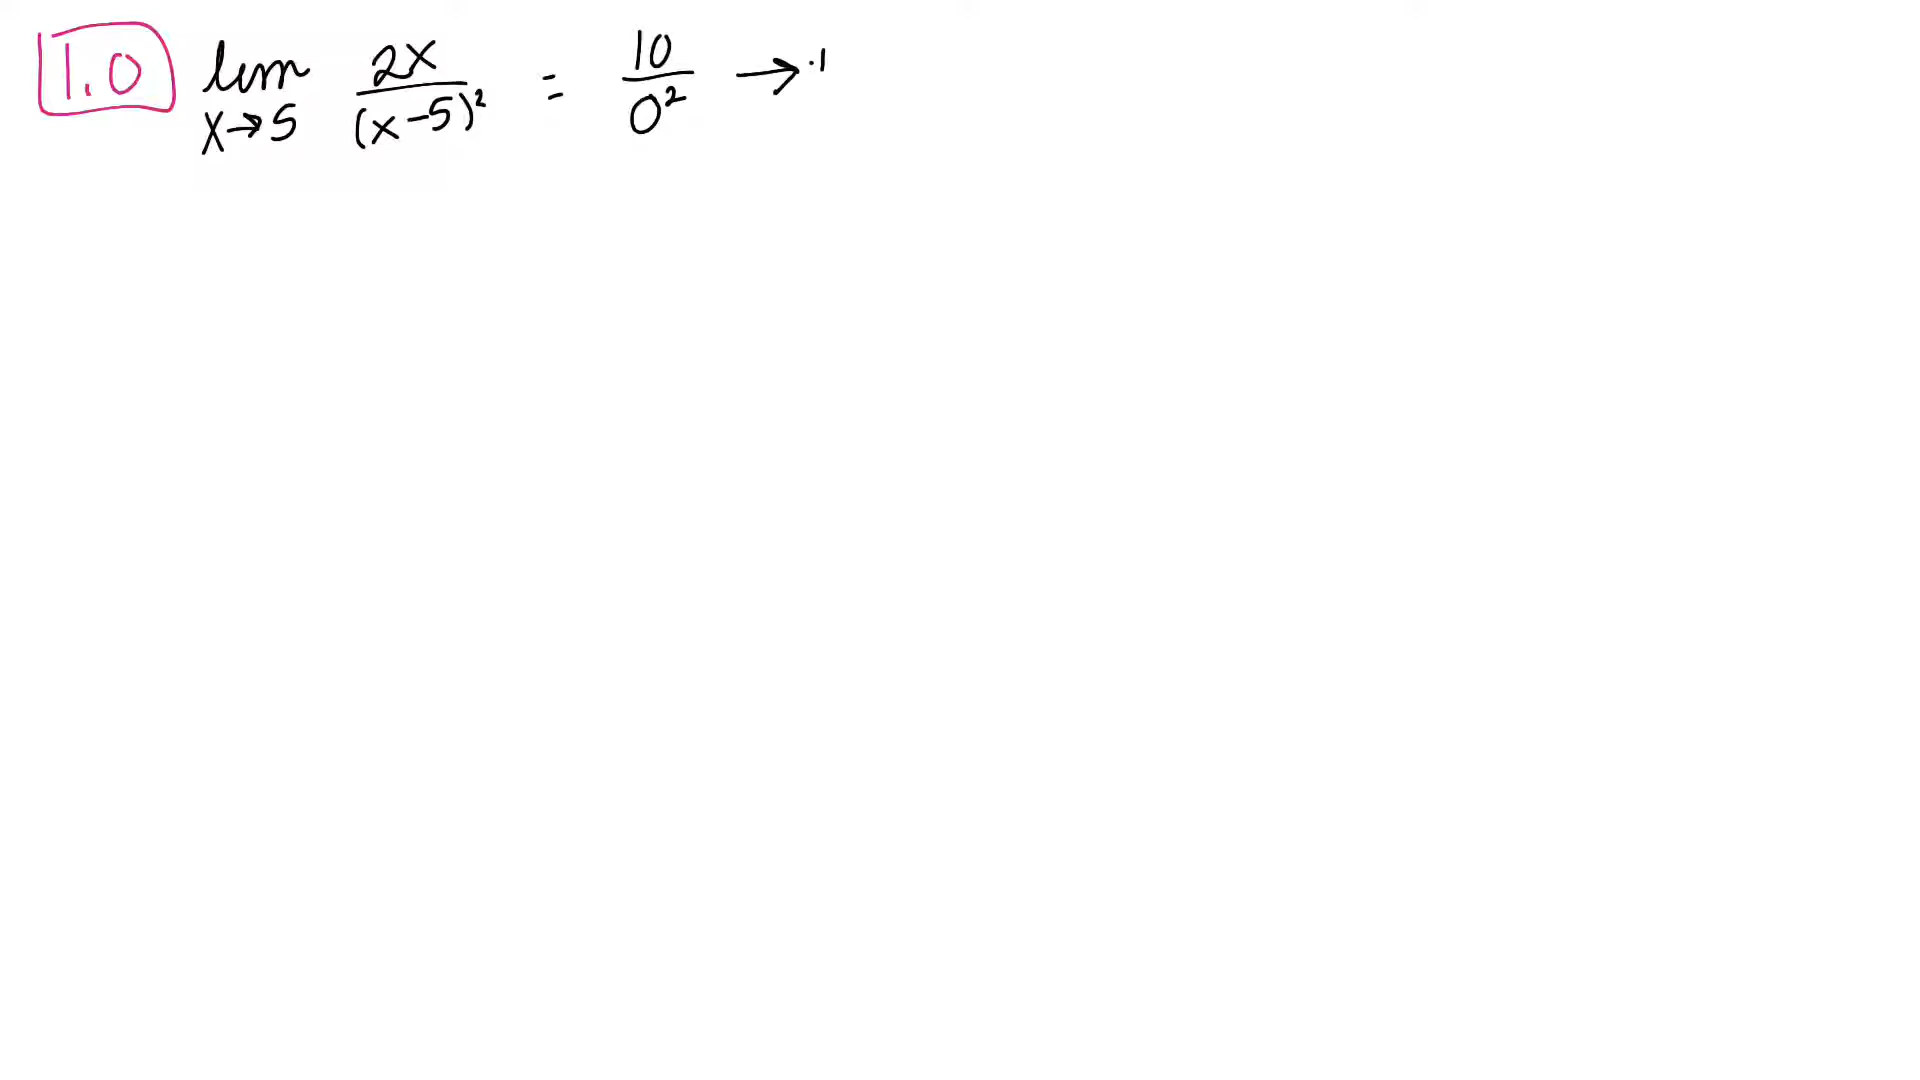 1.0 lim x→5 2x/(x-5)² = 10/0² →